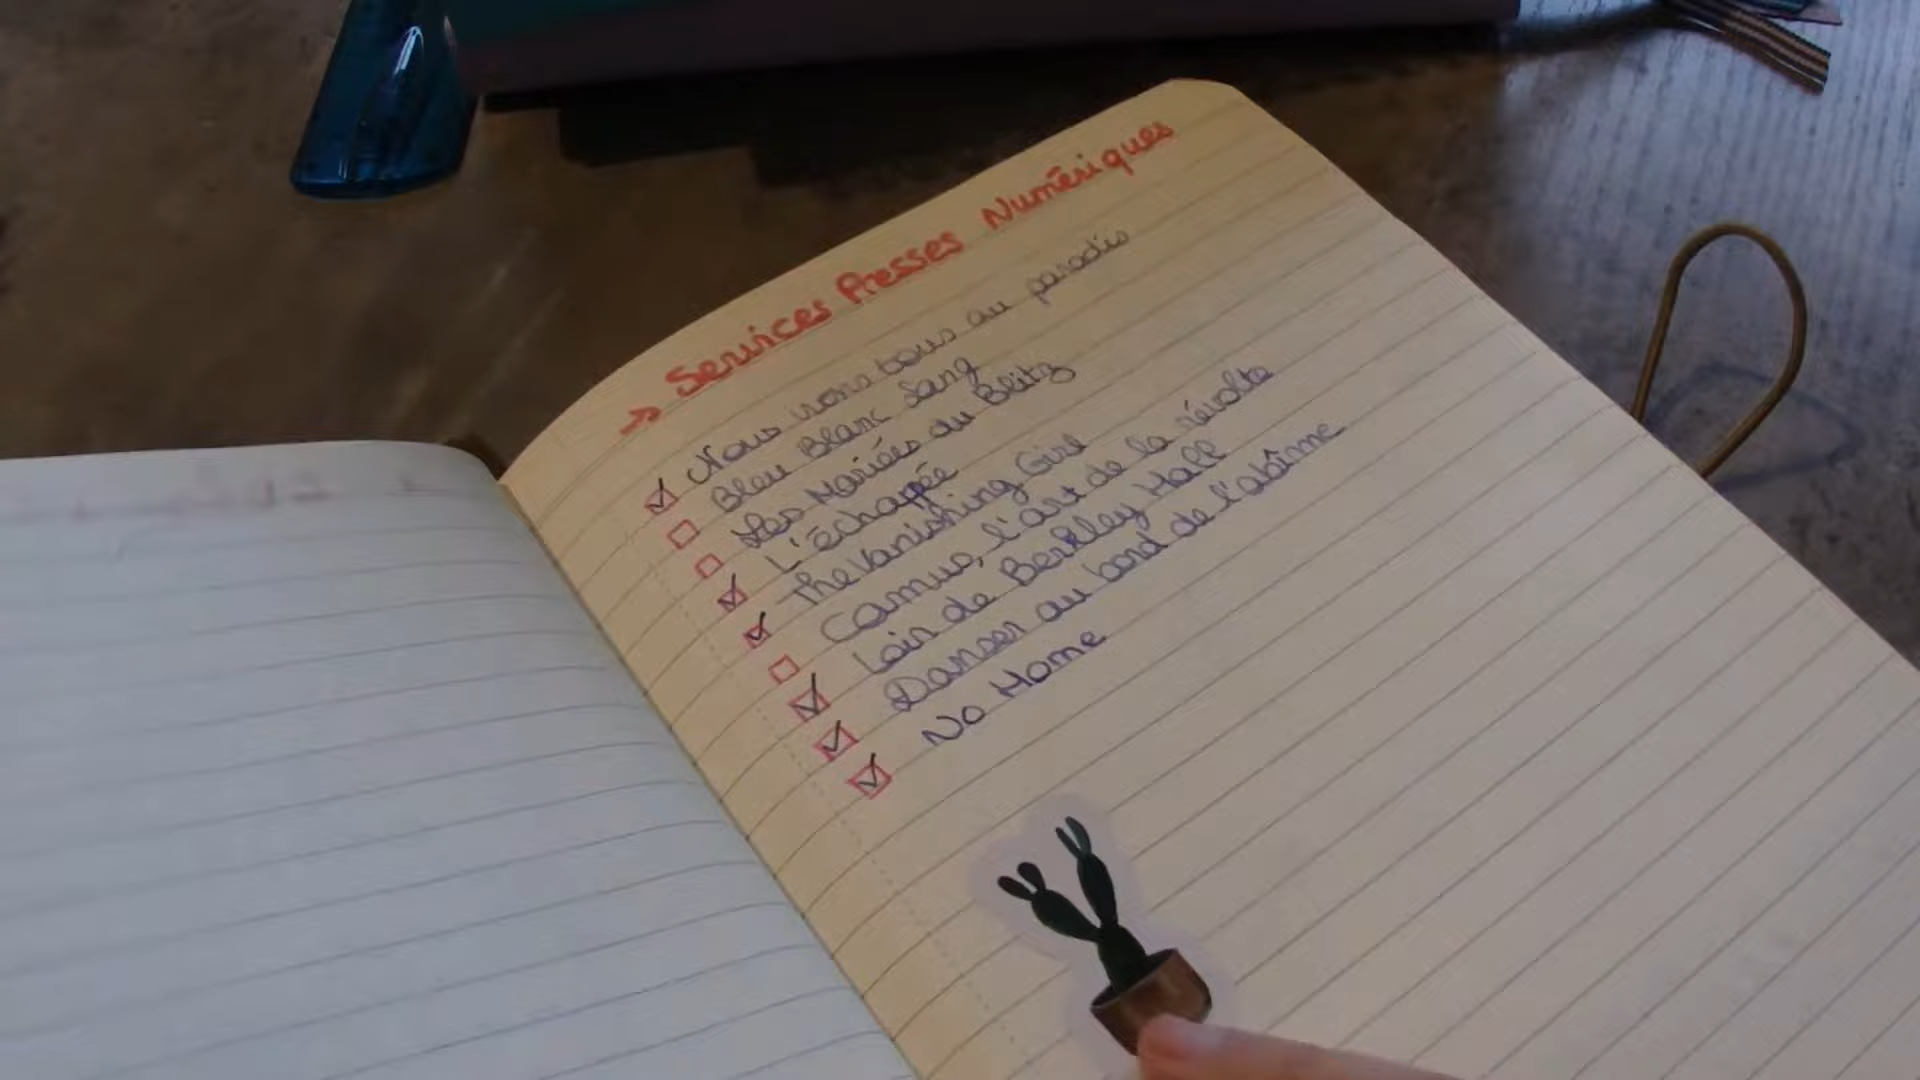 → Services Presses Numériques
☑ Nous irons tous au paradis
☐ Bleu Blanc Sang
☐ Les Mariées du Blitz
☑ L'échappée
☑ The Vanishing Girl
☐ Camus, l'art de la révolte
☑ Loin de Berkley Hall
☑ Danser au bord de l'abîme
☑ No Home